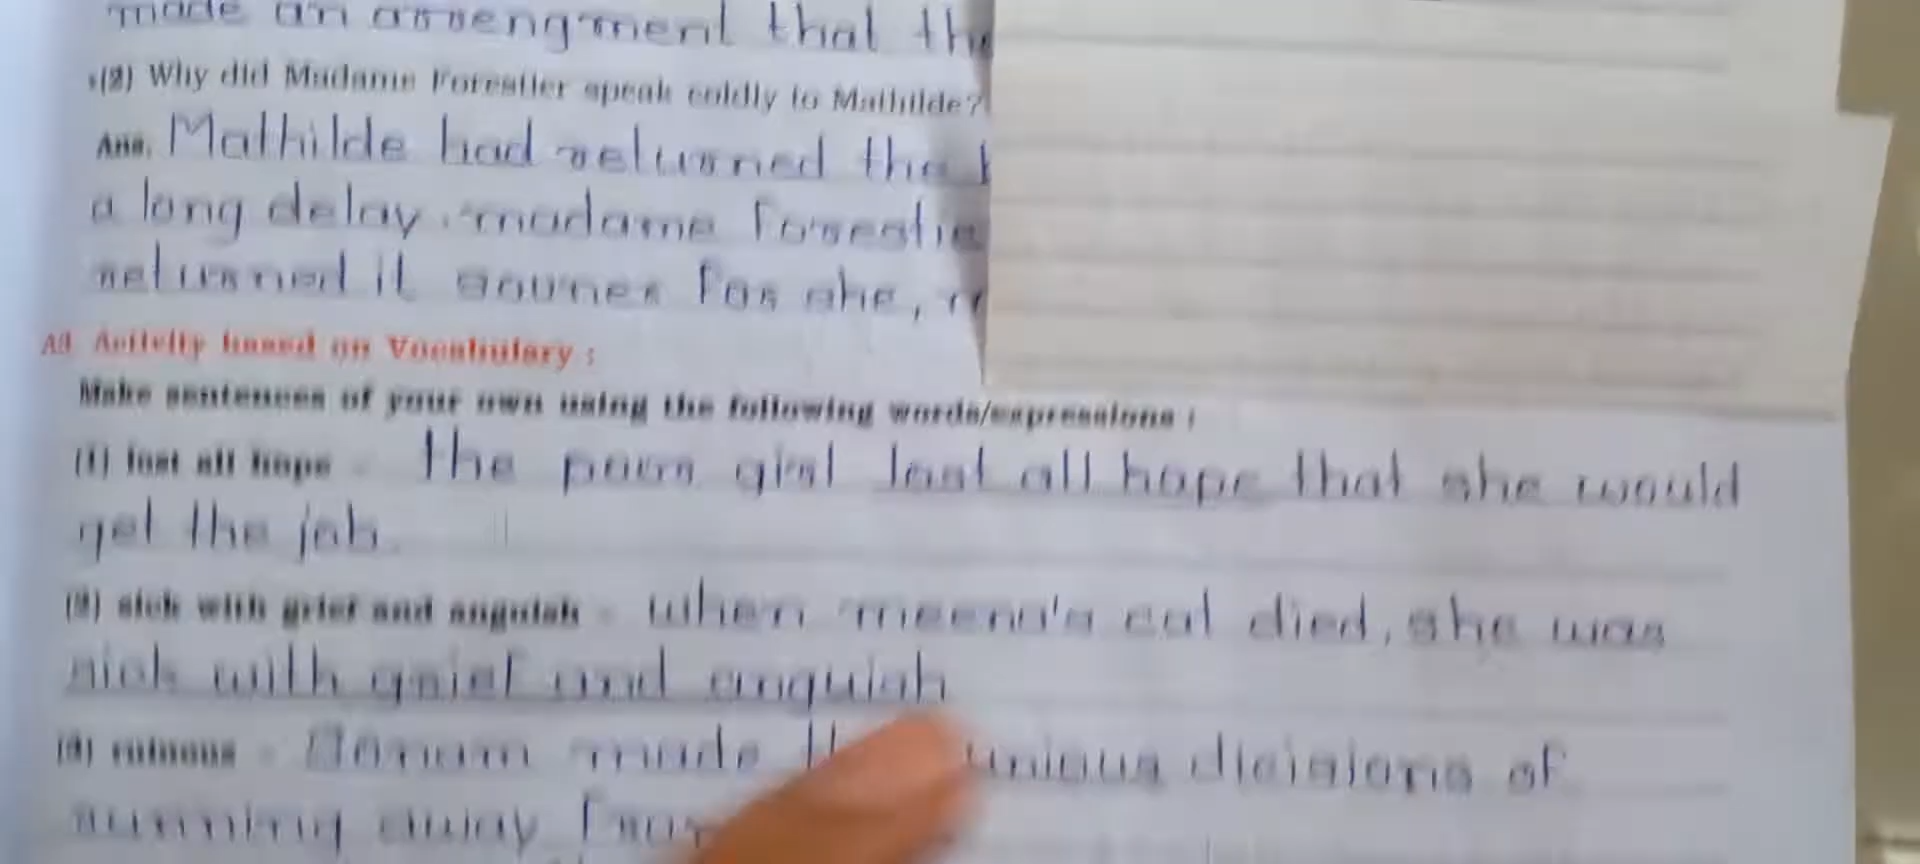 made an arrengment that the
(2) Why did Madame Forestier speak coldly to Mathilde?
Ans. Mathilde had returned the
a long delay. madame Forestie
returned it sooner for she,
A3. Activity based on Vocabulary :
Make sentences of your own using the following words/expressions :
(1) lost all hope - the poor girl lost all hope that she would
get the job.
(2) sick with grief and anguish - when meena's cat died, she was
sick with grief and anguish
(3) ruinous - made dicisions of
running away